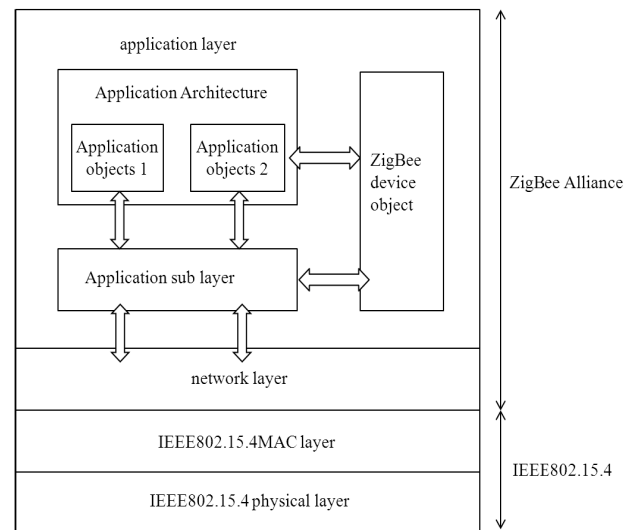 application layer
Application Architecture
Application
objects 1
Application
objects 2
ZigBee
device
object
ZigBee Alliance
Application sub layer
network layer
IEEE802.15.4MAC layer
IEEE802.15.4
IEEE802.15.4 physical layer